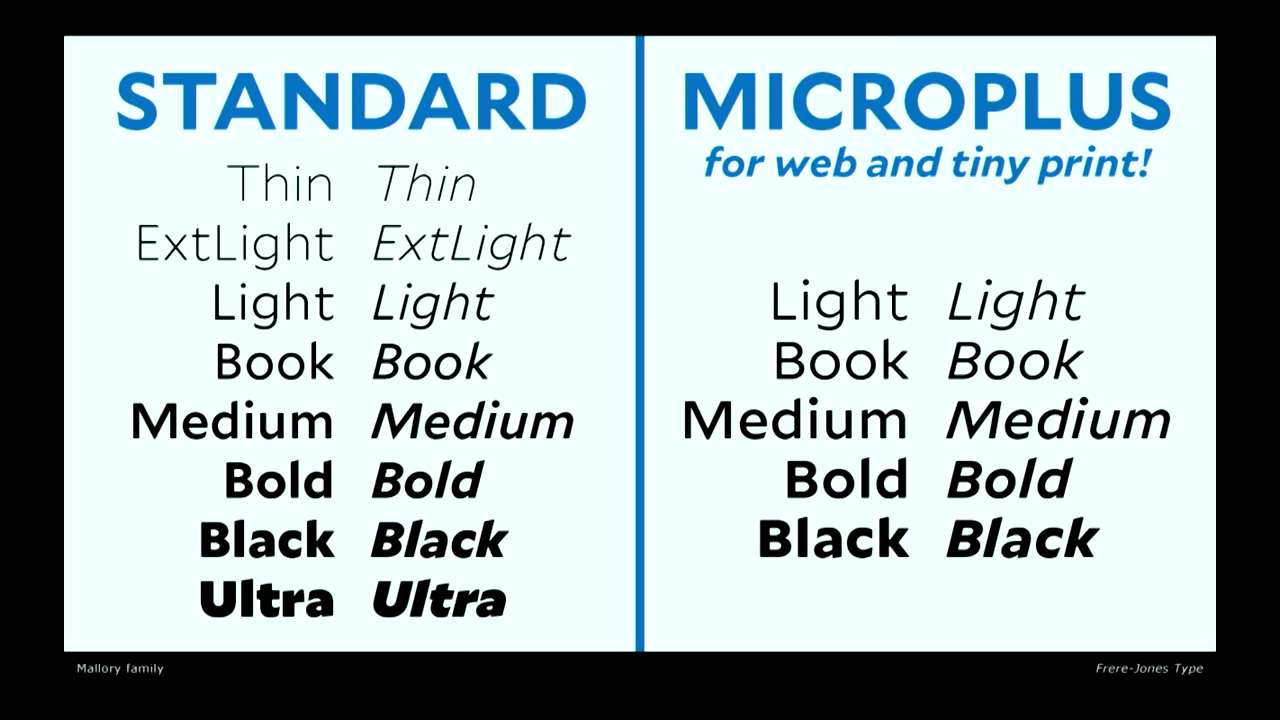 STANDARD
Thin Thin
ExtLight ExtLight
Light Light
Book Book
Medium Medium
Bold Bold
Black Black
Ultra Ultra
MICROPLUS
for web and tiny print!
Light Light
Book Book
Medium Medium
Bold Bold
Black Black
Mallory family
Frere-Jones Type